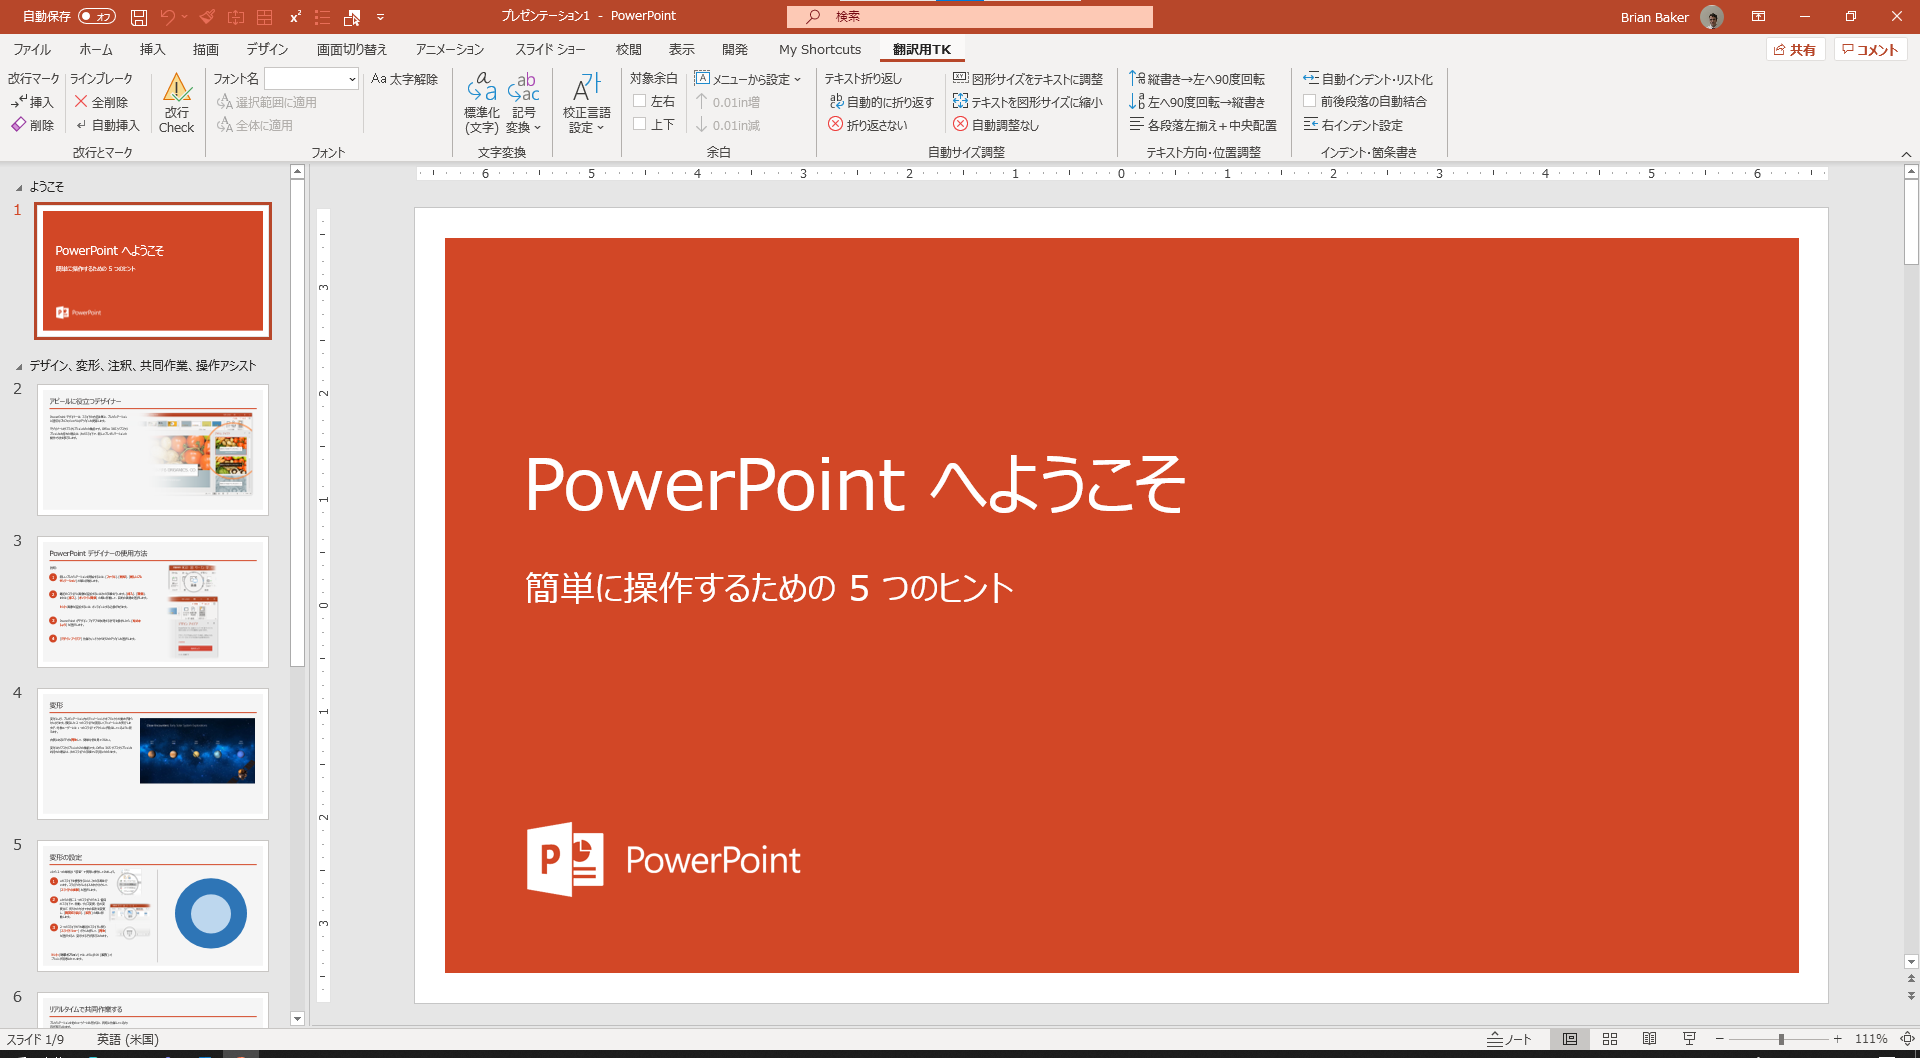 自動保存 オフ
プレゼンテーション1 - PowerPoint
検索
Brian Baker
ファイル ホーム 挿入 描画 デザイン 画面切り替え アニメーション スライド ショー 校閲 表示 開発 My Shortcuts 翻訳用TK
共有 コメント
改行マーク
挿入
削除
ラインブレーク
全削除
自動挿入
改行
Check
改行とマーク
フォント名
選択範囲に適用
全体に適用
Aa 太字解除
フォント
標準化
(文字)
記号
変換
文字変換
校正言語
設定
対象余白
左右
上下
メニューから設定
0.01in増
0.01in減
余白
テキスト折り返し
自動的に折り返す
折り返さない
図形サイズをテキストに調整
テキストを図形サイズに縮小
自動調整なし
自動サイズ調整
縦書き→左へ90度回転
左へ90度回転→縦書き
各段落左揃え+中央配置
テキスト方向・位置調整
自動インデント・リスト化
前後段落の自動結合
右インデント設定
インデント・箇条書き
6 5 4 3 2 1 0 1 2 3 4 5 6
3
2
1
0
1
2
3
ようこそ
1
PowerPoint へようこそ
簡単に操作するための 5 つのヒント
PowerPoint
デザイン、変形、注釈、共同作業、操作アシスト
2
アピールに役立つデザイナー
3
PowerPoint デザイナーの使用方法
4
変形
5
変形の設定
6
リアルタイムで共同作業する
PowerPoint へようこそ
簡単に操作するための 5 つのヒント
PowerPoint
スライド 1/9
英語 (米国)
ノート
111%